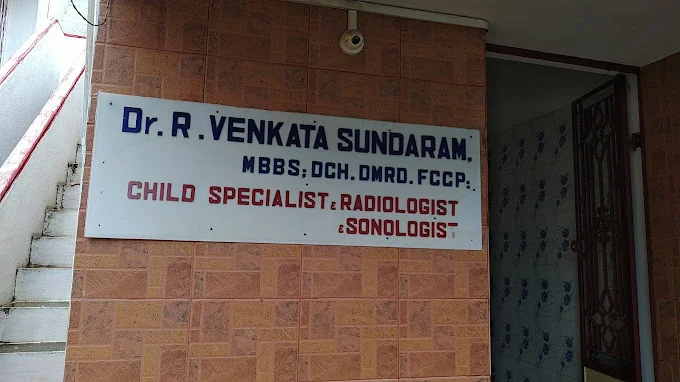 Dr. R. VENKATA SUNDARAM,
MBBS; DCH. DMRD. FCCP.
CHILD SPECIALIST & RADIOLOGIST
& SONOLOGIST